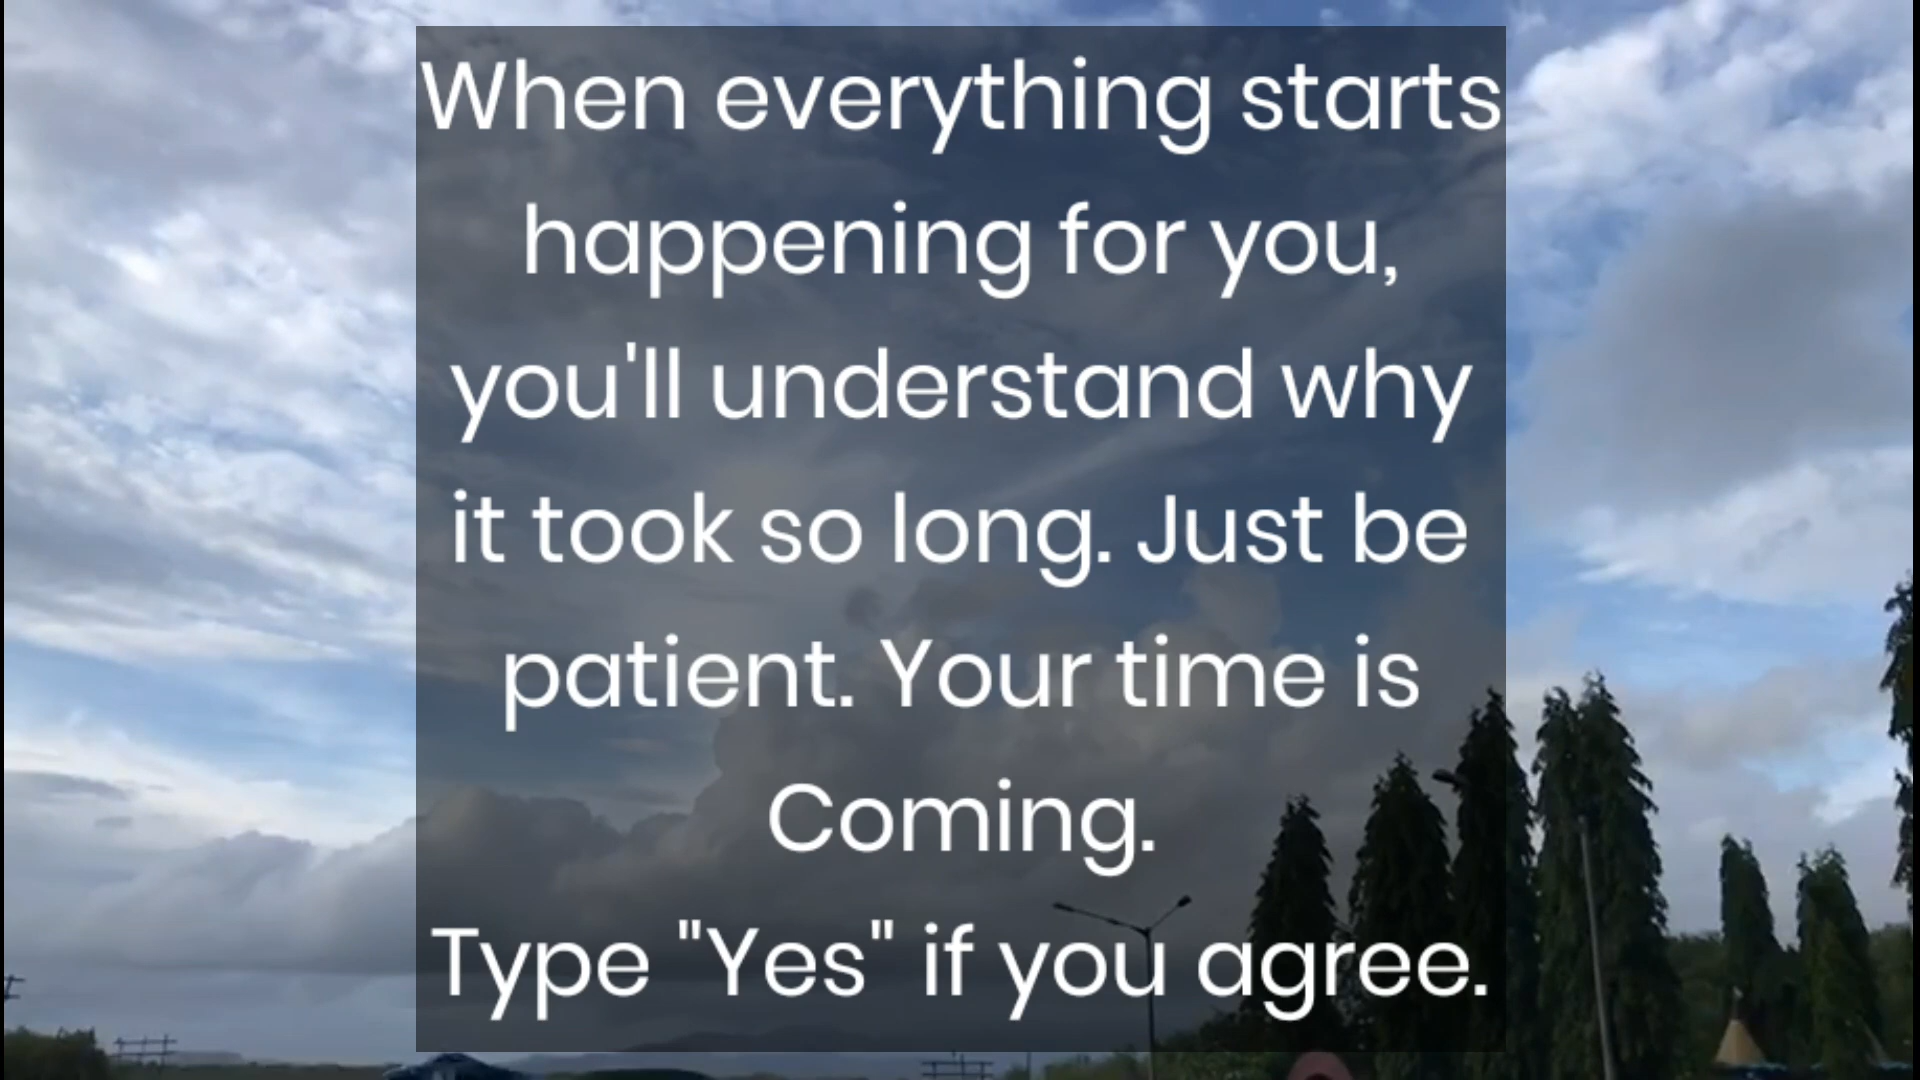 When everything starts
happening for you,
you'll understand why
it took so long. Just be
patient. Your time is
Coming.
Type "Yes" if you agree.